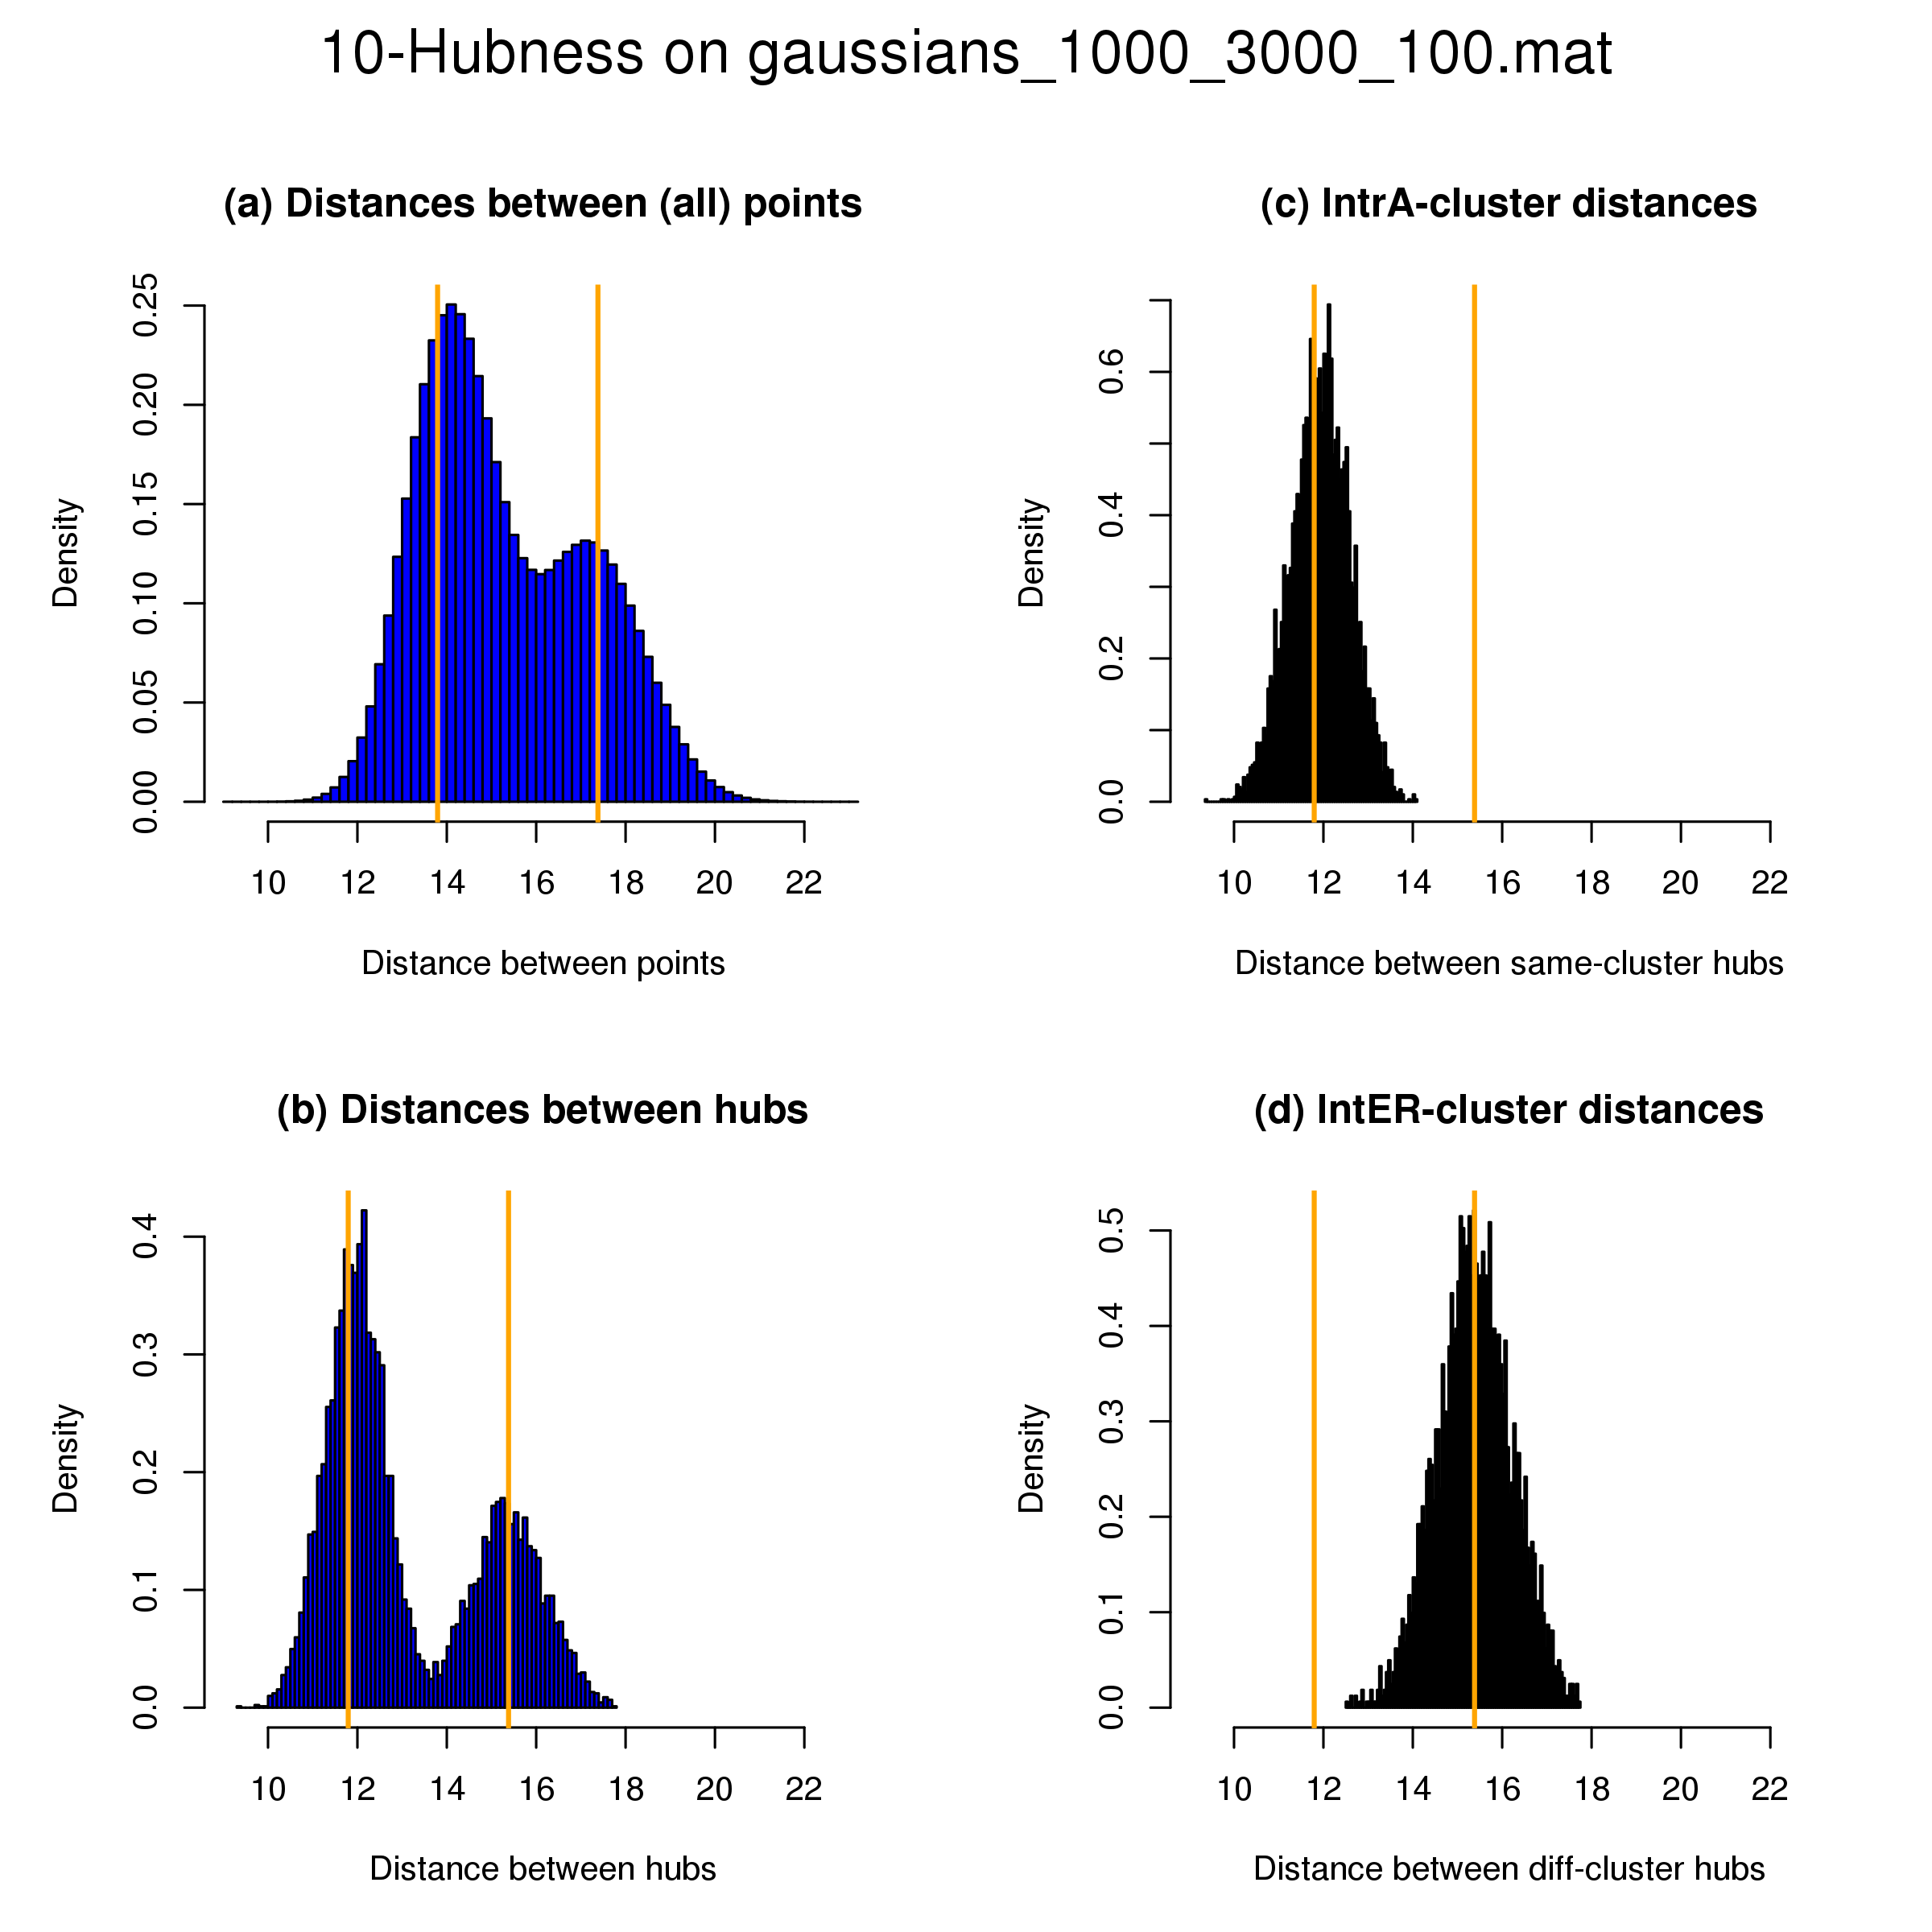 10-Hubness on gaussians_1000_3000_100.mat
(a) Distances between (all) points
Density
0.00 0.05 0.10 0.15 0.20 0.25
10 12 14 16 18 20 22
Distance between points
(c) IntrA-cluster distances
Density
0.0 0.2 0.4 0.6
10 12 14 16 18 20 22
Distance between same-cluster hubs
(b) Distances between hubs
Density
0.0 0.1 0.2 0.3 0.4
10 12 14 16 18 20 22
Distance between hubs
(d) IntER-cluster distances
Density
0.0 0.1 0.2 0.3 0.4 0.5
10 12 14 16 18 20 22
Distance between diff-cluster hubs